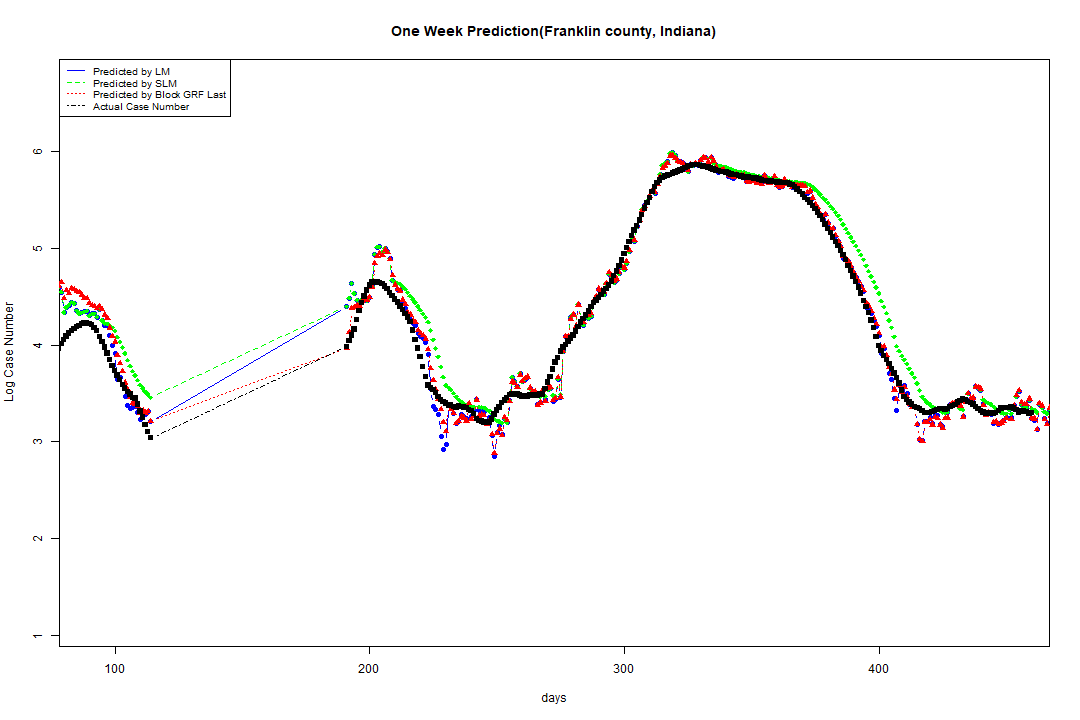 One Week Prediction(Franklin county, Indiana)
Predicted by LM
Predicted by SLM
Predicted by Block GRF Last
Actual Case Number
6
5
4
3
2
1
Log Case Number
100 200 300 400
days